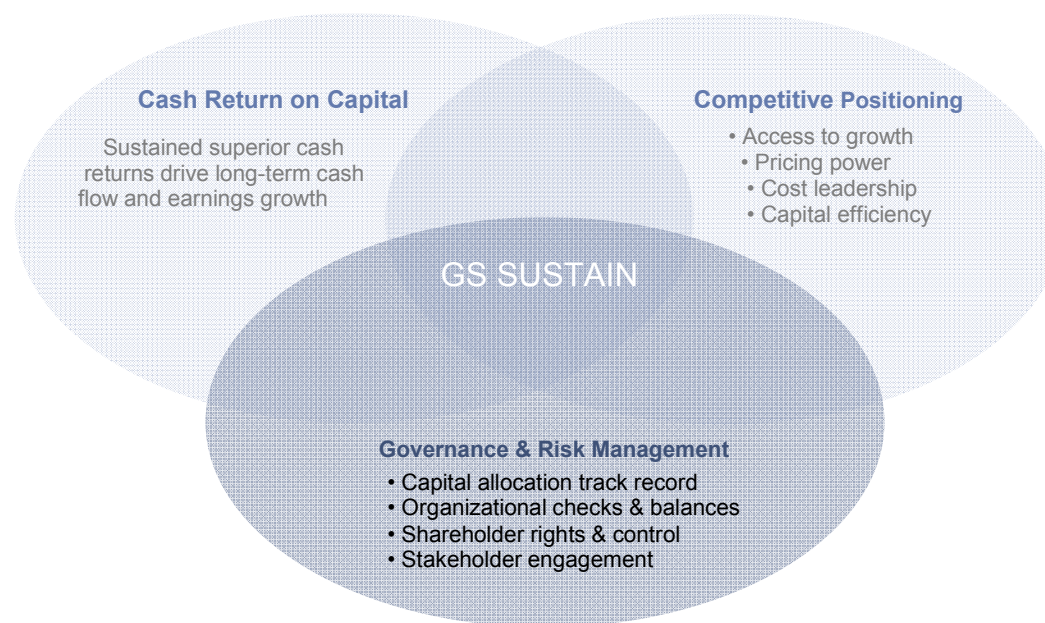 Cash Return on Capital
Sustained superior cash
returns drive long-term cash
flow and earnings growth
Competitive Positioning
• Access to growth
• Pricing power
• Cost leadership
• Capital efficiency
GS SUSTAIN
Governance & Risk Management
• Capital allocation track record
• Organizational checks & balances
• Shareholder rights & control
• Stakeholder engagement